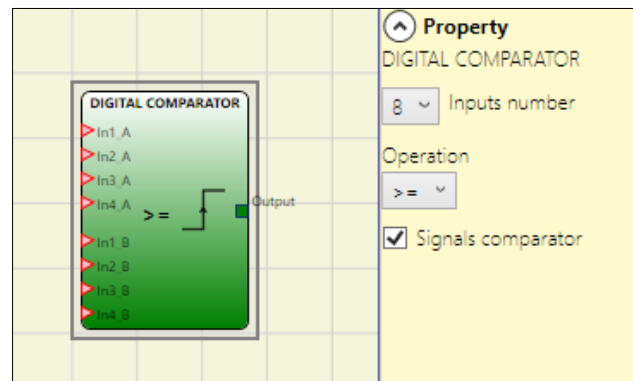 DIGITAL COMPARATOR
In1_A
In2_A
In3_A
In4_A
>=
Output
In1_B
In2_B
In3_B
In4_B
Property
DIGITAL COMPARATOR
8 Inputs number
Operation
>=
Signals comparator